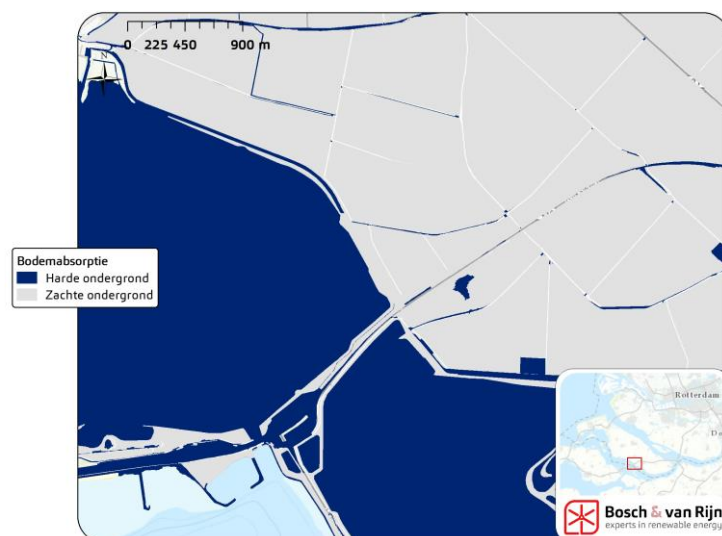 0 225 450 900 m
N
Bodemabsorptie
Harde ondergrond
Zachte ondergrond
Rotterdam
Bosch & van Rijn
experts in renewable energy